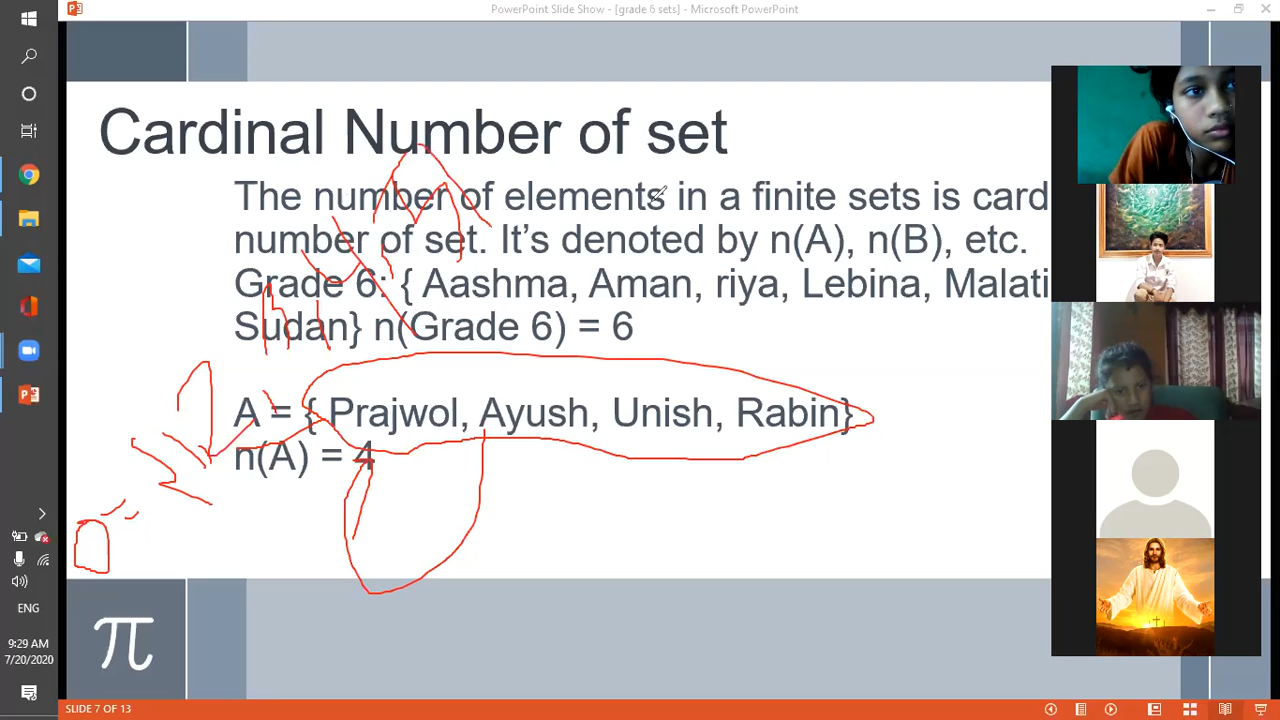 PowerPoint Slide Show - [grade 6 sets] - Microsoft PowerPoint
Cardinal Number of set
The number of elements in a finite sets is card
number of set. It's denoted by n(A), n(B), etc.
Grade 6: { Aashma, Aman, riya, Lebina, Malati
Sudan} n(Grade 6) = 6
A = { Prajwol, Ayush, Unish, Rabin}
n(A) = 4
π
ENG
9:29 AM
7/20/2020
SLIDE 7 OF 13